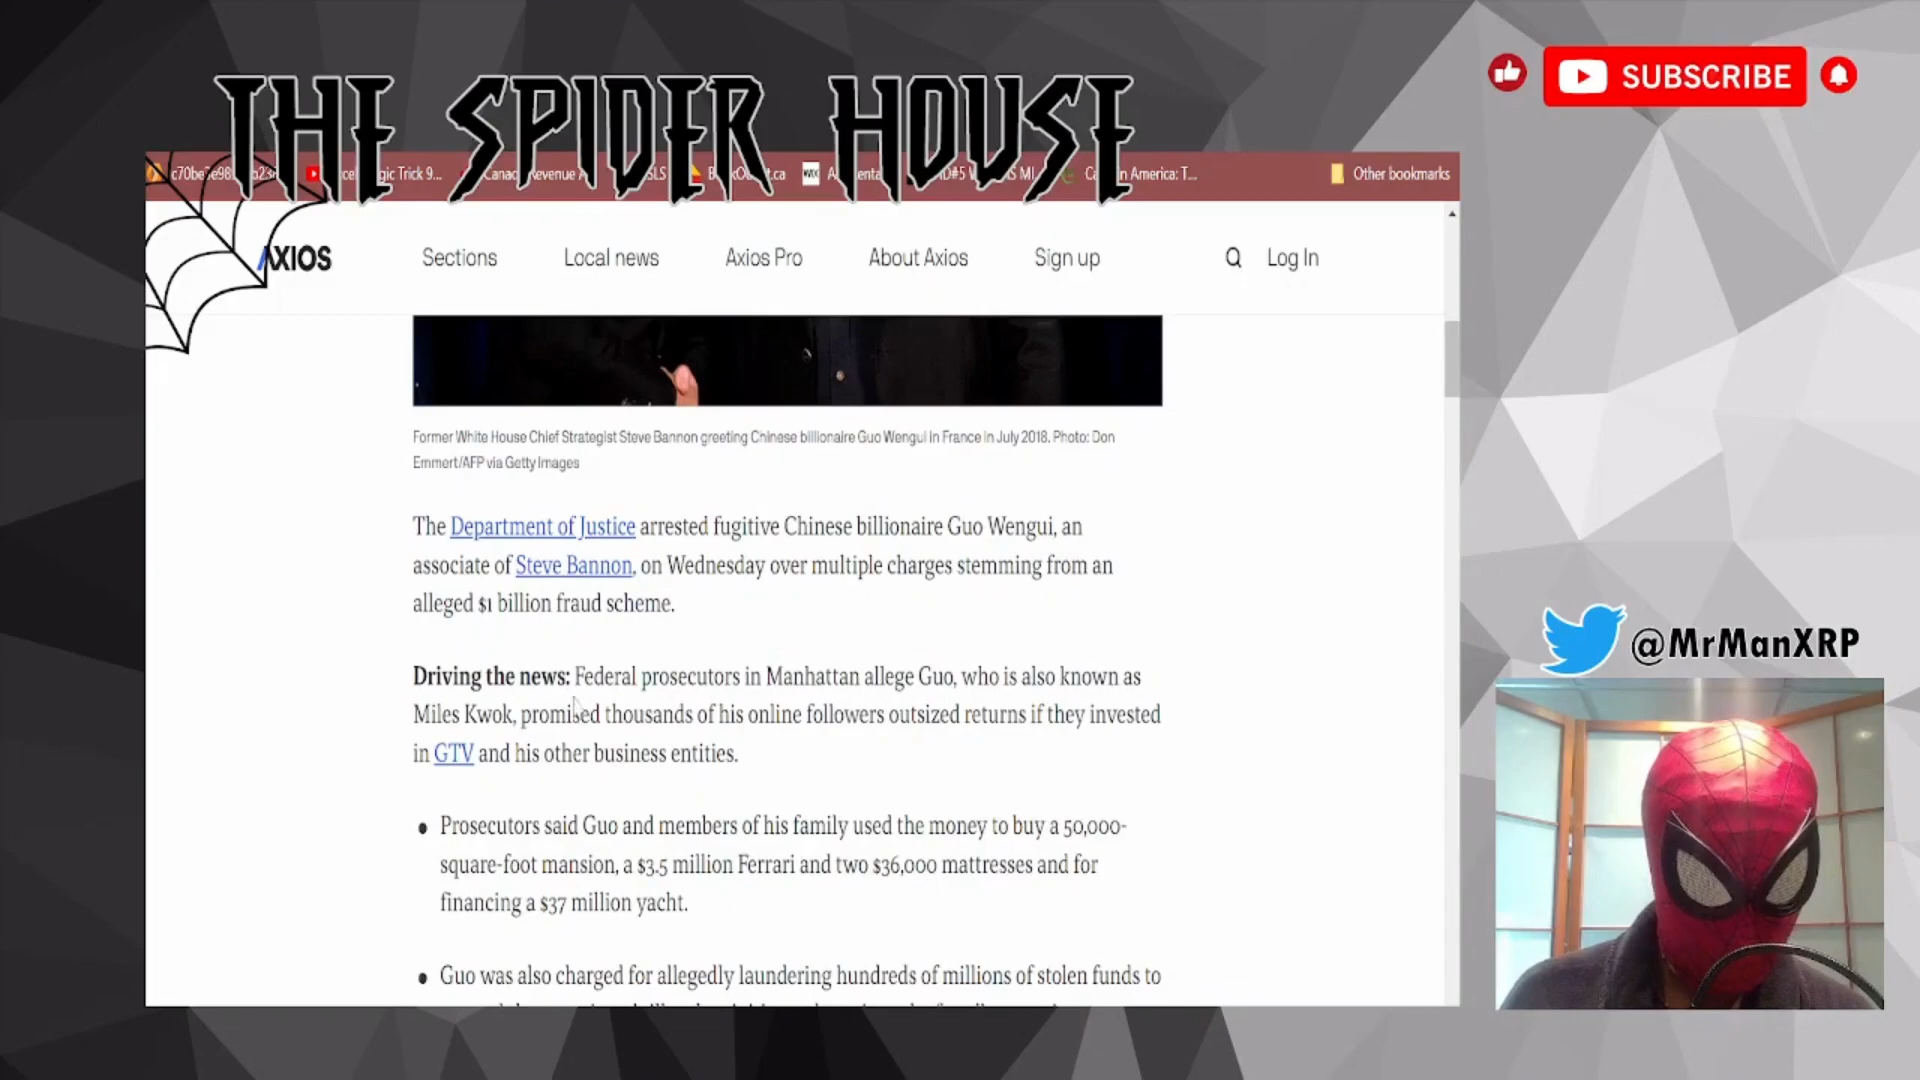 THE SPIDER HOUSE
SUBSCRIBE
Other bookmarks
AXIOS
Sections
Local news
Axios Pro
About Axios
Sign up
Log In
Former White House Chief Strategist Steve Bannon greeting Chinese billionaire Guo Wengui in France in July 2018. Photo: Don
Emmert/AFP via Getty Images
The Department of Justice arrested fugitive Chinese billionaire Guo Wengui, an
associate of Steve Bannon, on Wednesday over multiple charges stemming from an
alleged $1 billion fraud scheme.
Driving the news: Federal prosecutors in Manhattan allege Guo, who is also known as
Miles Kwok, promised thousands of his online followers outsized returns if they invested
in GTV and his other business entities.
• Prosecutors said Guo and members of his family used the money to buy a 50,000-
square-foot mansion, a $3.5 million Ferrari and two $36,000 mattresses and for
financing a $37 million yacht.
• Guo was also charged for allegedly laundering hundreds of millions of stolen funds to
@MrManXRP